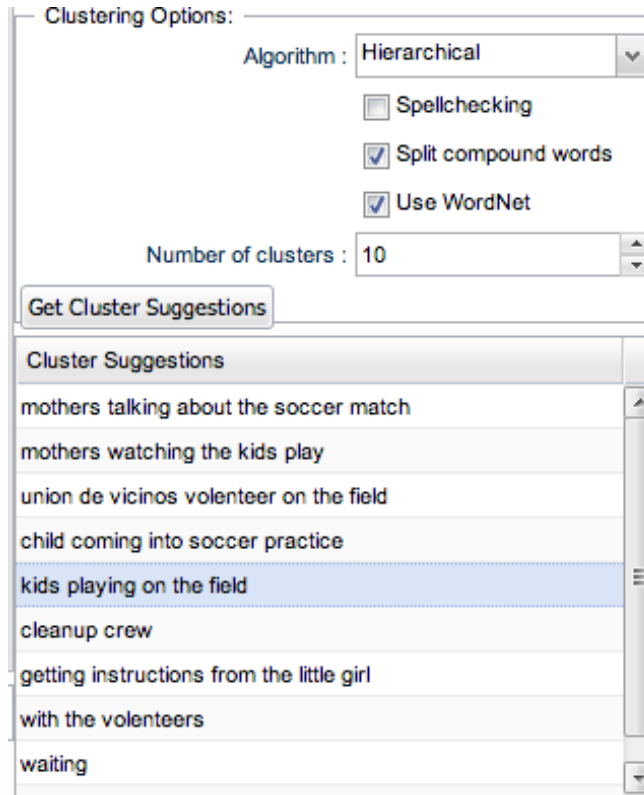 Clustering Options:
Algorithm : Hierarchical
Spellchecking
Split compound words
Use WordNet
Number of clusters : 10
Get Cluster Suggestions
Cluster Suggestions
mothers talking about the soccer match
mothers watching the kids play
union de vicinos volenteer on the field
child coming into soccer practice
kids playing on the field
cleanup crew
getting instructions from the little girl
with the volenteers
waiting